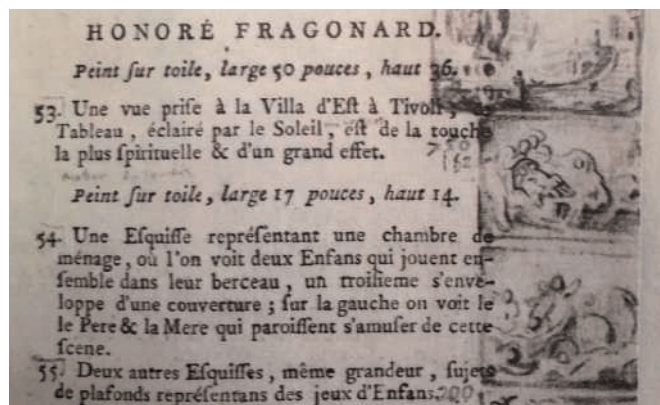 HONORÉ FRAGONARD.
Peint ſur toile, large 50 pouces, haut 36.
53. Une vue priſe à la Villa d'Eſt à Tivoli, ce
Tableau, éclairé par le Soleil, eſt de la touche
la plus ſpirituelle & d'un grand effet.
750
Peint ſur toile, large 17 pouces, haut 14.
54. Une Eſquiſſe repréſentant une chambre de
ménage, où l'on voit deux Enfans qui jouent en-
ſemble dans leur berceau, un troiſieme s'enve-
loppe d'une couverture ; ſur la gauche on voit le
le Pere & la Mere qui paroiſſent s'amuſer de cette
ſcene.
55. Deux autres Eſquiſſes, même grandeur, ſujets
de plafonds repréſentans des jeux d'Enfans. 200